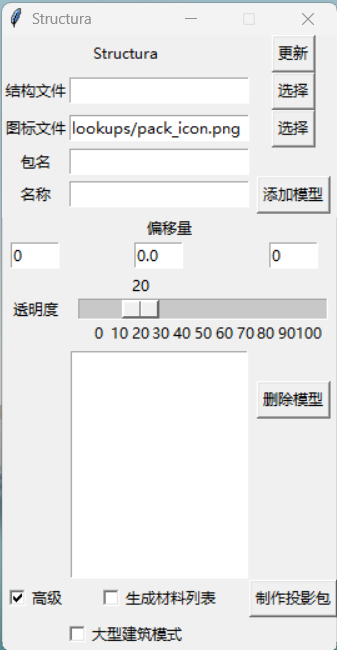 Structura
Structura 更新
结构文件 选择
图标文件 lookups/pack_icon.png 选择
包名
名称 添加模型
偏移量
0 0.0 0
20
透明度
0 10 20 30 40 50 60 70 80 90 100
删除模型
高级 生成材料列表 制作投影包
大型建筑模式